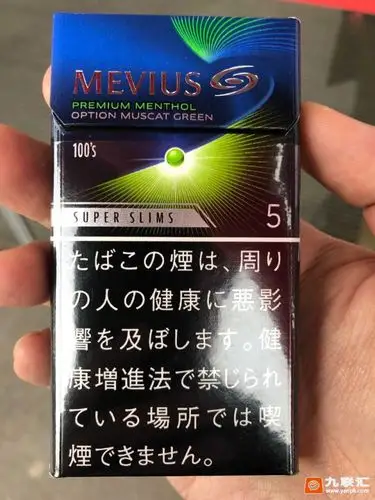 MEVIUS
PREMIUM MENTHOL
OPTION MUSCAT GREEN
100's
SUPER SLIMS
5
たばこの煙は、周り
の人の健康に悪影
響を及ぼします。健
康増進法で禁じられ
ている場所では喫
煙できません。
九联汇